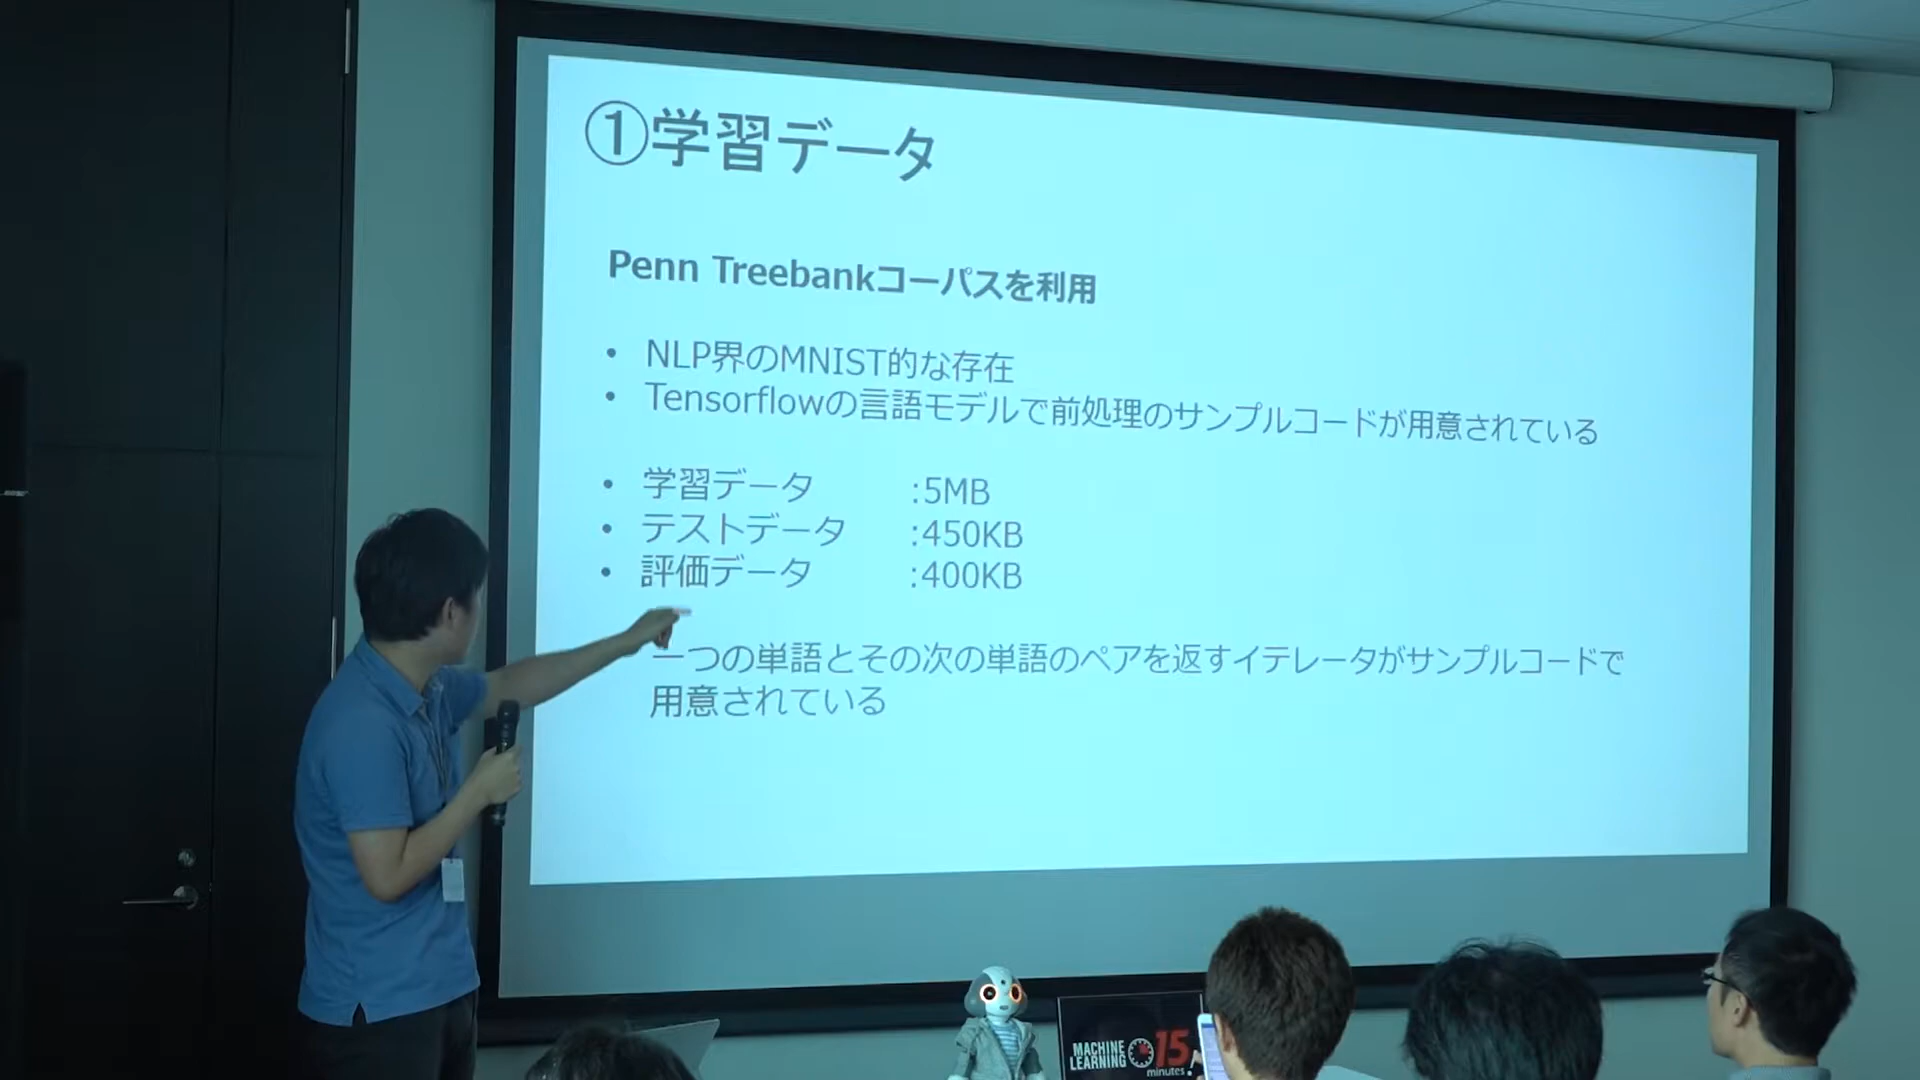 ①学習データ
Penn Treebankコーパスを利用
• NLP界のMNIST的な存在
• Tensorflowの言語モデルで前処理のサンプルコードが用意されている
• 学習データ :5MB
• テストデータ :450KB
• 評価データ :400KB
一つの単語とその次の単語のペアを返すイテレータがサンプルコードで
用意されている
MACHINE
LEARNING
15
minutes!